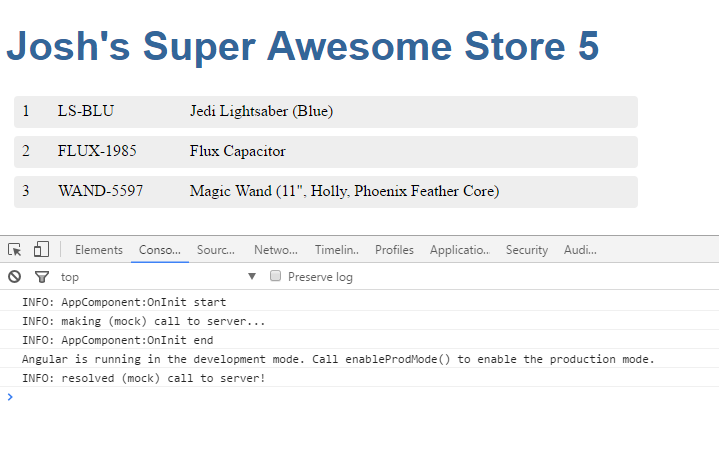 Josh's Super Awesome Store 5
1 LS-BLU Jedi Lightsaber (Blue)
2 FLUX-1985 Flux Capacitor
3 WAND-5597 Magic Wand (11", Holly, Phoenix Feather Core)
Elements Conso... Sourc... Netwo... Timelin.. Profiles Applicatio.. Security Audi...
top ▼ Preserve log
INFO: AppComponent:OnInit start
INFO: making (mock) call to server...
INFO: AppComponent:OnInit end
Angular is running in the development mode. Call enableProdMode() to enable the production mode.
INFO: resolved (mock) call to server!
>